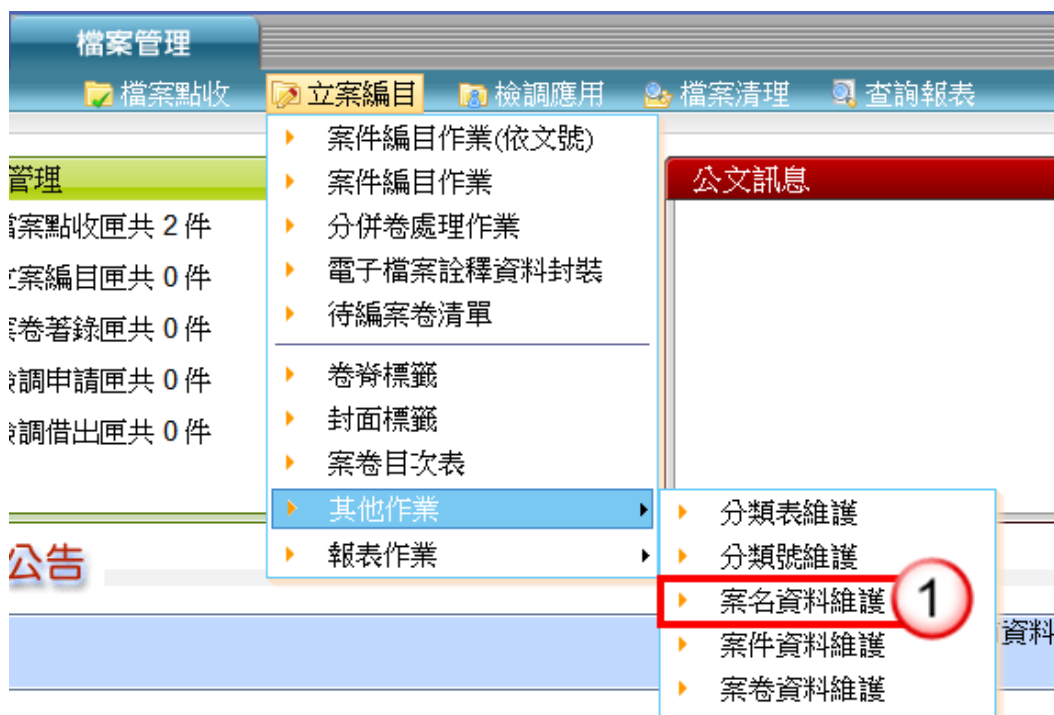 檔案管理
檔案點收 立案編目 檢調應用 檔案清理 查詢報表
案件編目作業(依文號)
案件編目作業
分併卷處理作業
電子檔案詮釋資料封裝
待編案卷清單
卷脊標籤
封面標籤
案卷目次表
其他作業
報表作業
管理
檔案點收匣共 2 件
立案編目匣共 0 件
案卷著錄匣共 0 件
檢調申請匣共 0 件
檢調借出匣共 0 件
公文訊息
公告
分類表維護
分類號維護
案名資料維護 1
案件資料維護
案卷資料維護
資料